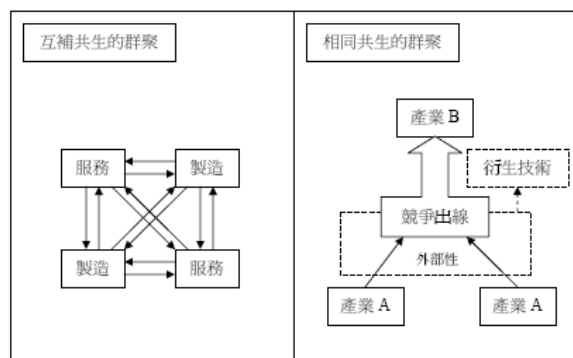 互補共生的群聚
服務
製造
製造
服務
相同共生的群聚
產業 B
衍生技術
競爭出線
外部性
產業 A
產業 A